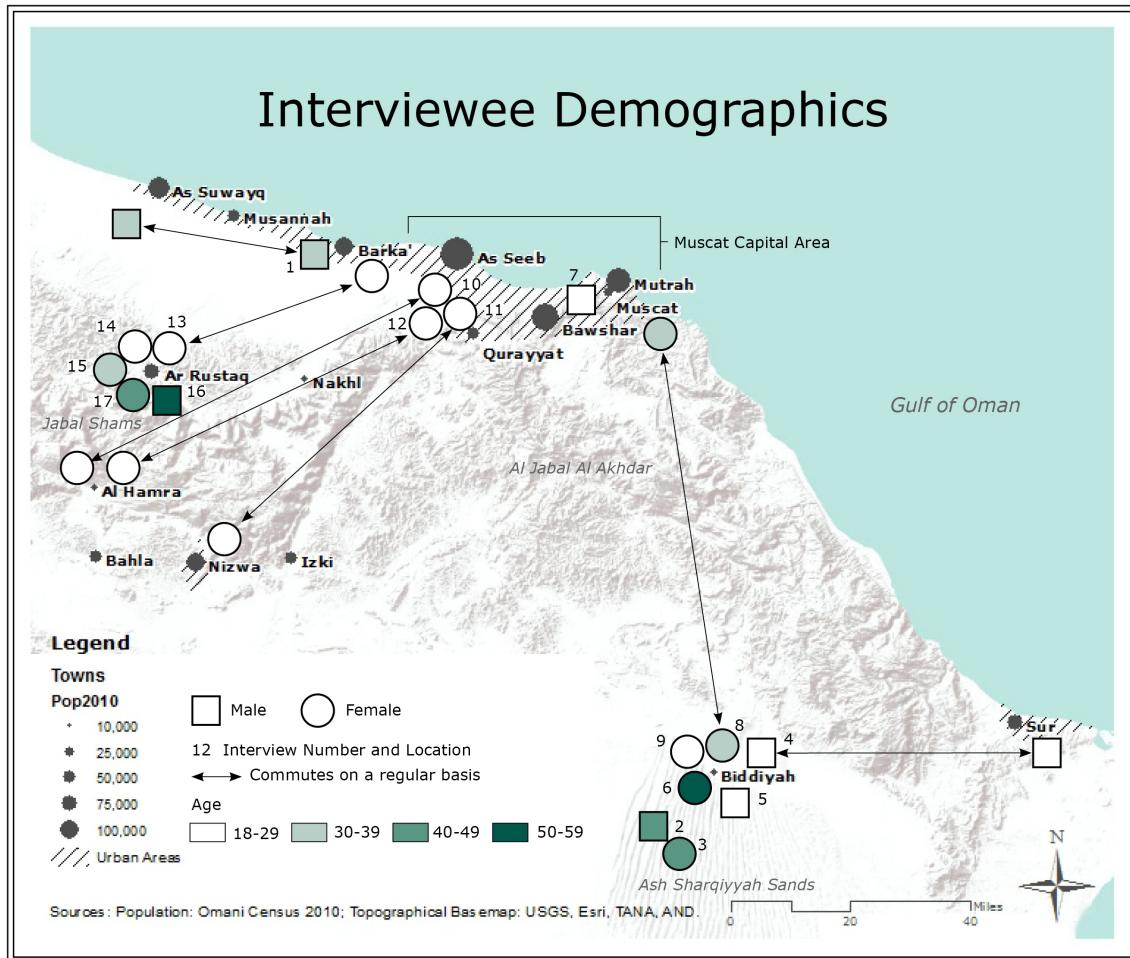 Interviewee Demographics
As Suwayq
Musannah
1
Barka'
As Seeb
Muscat Capital Area
7
Mutrah
Muscat
Bawshar
10
11
12
Qurayyat
14
13
15
Ar Rustaq
16
17
Nakhl
Jabal Shams
Gulf of Oman
Al Jabal Al Akhdar
Al Hamra
Bahla
Nizwa
Izki
Legend
Towns
Pop2010
10,000
25,000
50,000
75,000
100,000
Urban Areas
Male
Female
12 Interview Number and Location
Commutes on a regular basis
Age
18-29
30-39
40-49
50-59
9
8
4
Sur
Biddiyah
6
5
2
3
Ash Sharqiyyah Sands
N
Sources: Population: Omani Census 2010; Topographical Basemap: USGS, Esri, TANA, AND.
Miles
0
20
40